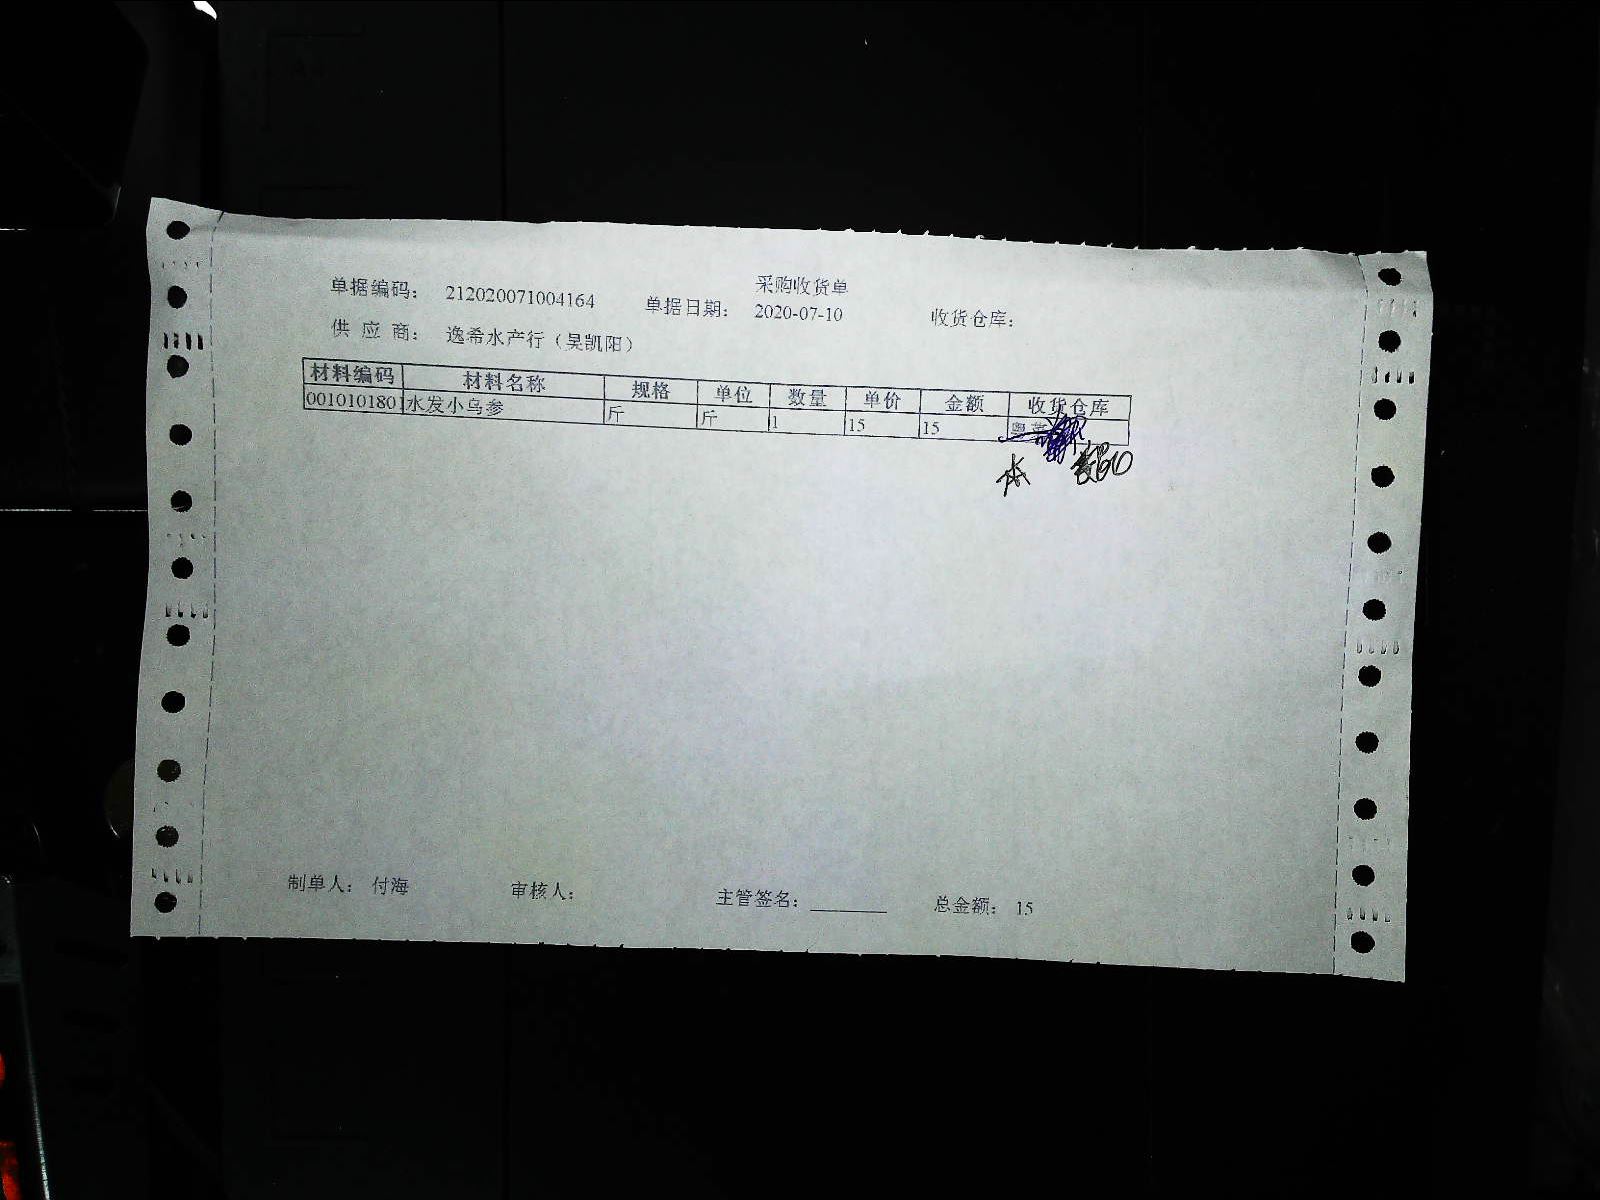 采购收货单
单据编码： 212020071004164 单据日期： 2020-07-10 收货仓库：
供 应 商： 逸希水产行（吴凯阳）
材料编码 材料名称 规格 单位 数量 单价 金额 收货仓库
0010101801 水发小乌参 斤 斤 1 15 15
制单人： 付海 审核人： 主管签名：________ 总金额： 15